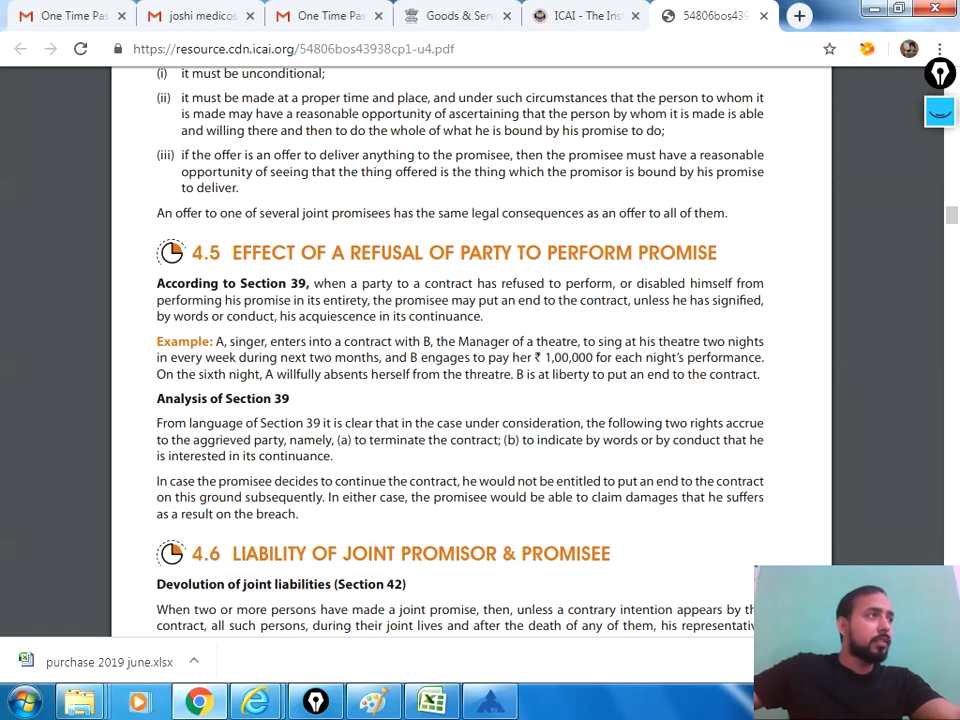 One Time Pas
joshi medicos
One Time Pas
Goods & Serv
ICAI - The Ins
54806bos439
https://resource.cdn.icai.org/54806bos43938cp1-u4.pdf
(i) it must be unconditional;
(ii) it must be made at a proper time and place, and under such circumstances that the person to whom it
is made may have a reasonable opportunity of ascertaining that the person by whom it is made is able
and willing there and then to do the whole of what he is bound by his promise to do;
(iii) if the offer is an offer to deliver anything to the promisee, then the promisee must have a reasonable
opportunity of seeing that the thing offered is the thing which the promisor is bound by his promise
to deliver.
An offer to one of several joint promisees has the same legal consequences as an offer to all of them.
4.5 EFFECT OF A REFUSAL OF PARTY TO PERFORM PROMISE
According to Section 39, when a party to a contract has refused to perform, or disabled himself from
performing his promise in its entirety, the promisee may put an end to the contract, unless he has signified,
by words or conduct, his acquiescence in its continuance.
Example: A, singer, enters into a contract with B, the Manager of a theatre, to sing at his theatre two nights
in every week during next two months, and B engages to pay her ₹ 1,00,000 for each night's performance.
On the sixth night, A willfully absents herself from the threatre. B is at liberty to put an end to the contract.
Analysis of Section 39
From language of Section 39 it is clear that in the case under consideration, the following two rights accrue
to the aggrieved party, namely, (a) to terminate the contract; (b) to indicate by words or by conduct that he
is interested in its continuance.
In case the promisee decides to continue the contract, he would not be entitled to put an end to the contract
on this ground subsequently. In either case, the promisee would be able to claim damages that he suffers
as a result on the breach.
4.6 LIABILITY OF JOINT PROMISOR & PROMISEE
Devolution of joint liabilities (Section 42)
When two or more persons have made a joint promise, then, unless a contrary intention appears by th
contract, all such persons, during their joint lives and after the death of any of them, his representativ
purchase 2019 june.xlsx